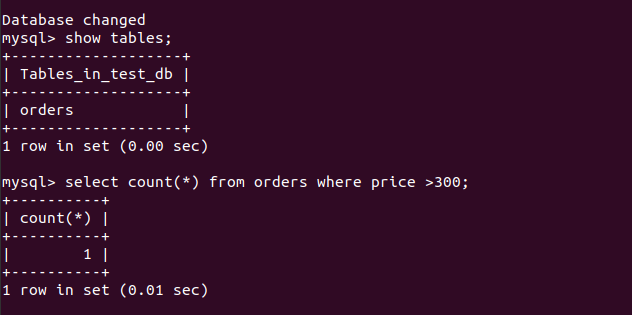 Database changed
mysql> show tables;
+-------------------+
| Tables_in_test_db |
+-------------------+
| orders            |
+-------------------+
1 row in set (0.00 sec)
mysql> select count(*) from orders where price >300;
+----------+
| count(*) |
+----------+
|        1 |
+----------+
1 row in set (0.01 sec)